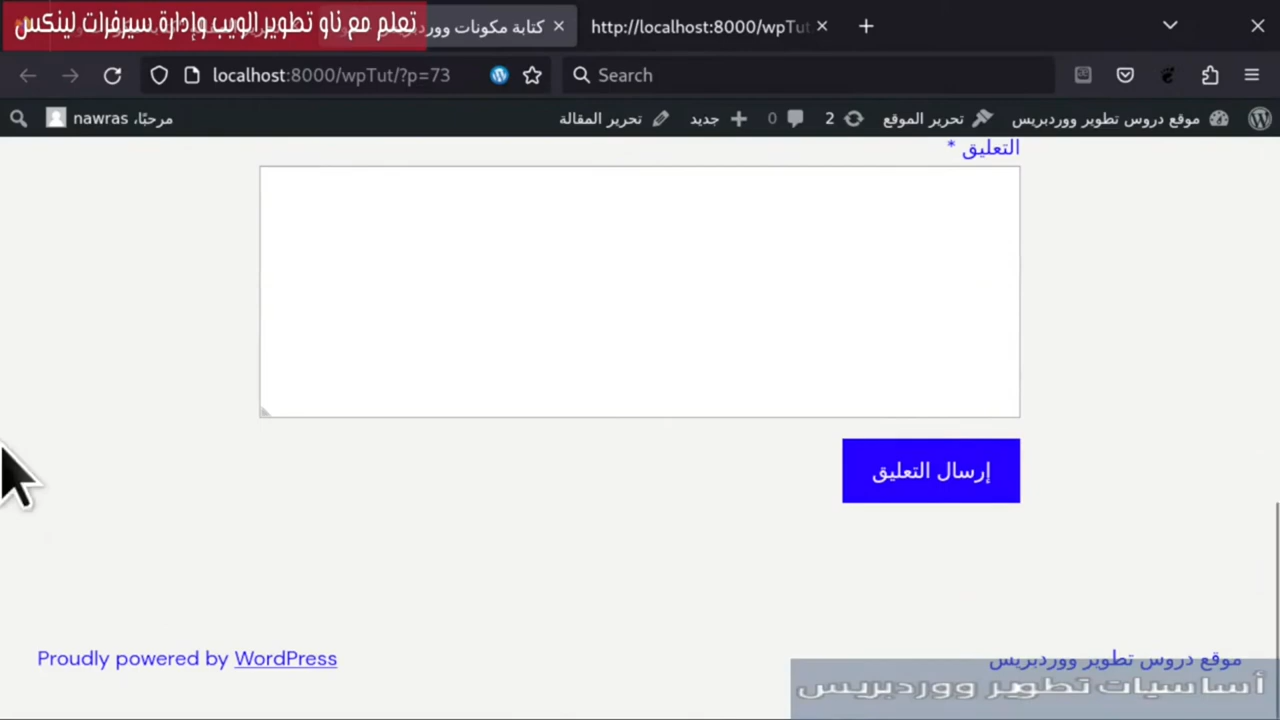 تعلم مع ناو تطوير الويب وإدارة سيرفرات لينكس
كتابة مكونات وورد
http://localhost:8000/wpTut
localhost:8000/wpTut/?p=73
Search
موقع دروس تطوير ووردبريس
تحرير الموقع
2
0
جديد
تحرير المقالة
مرحبًا، nawras
التعليق *
إرسال التعليق
موقع دروس تطوير ووردبريس
Proudly powered by WordPress
أساسيات تطوير ووردبريس